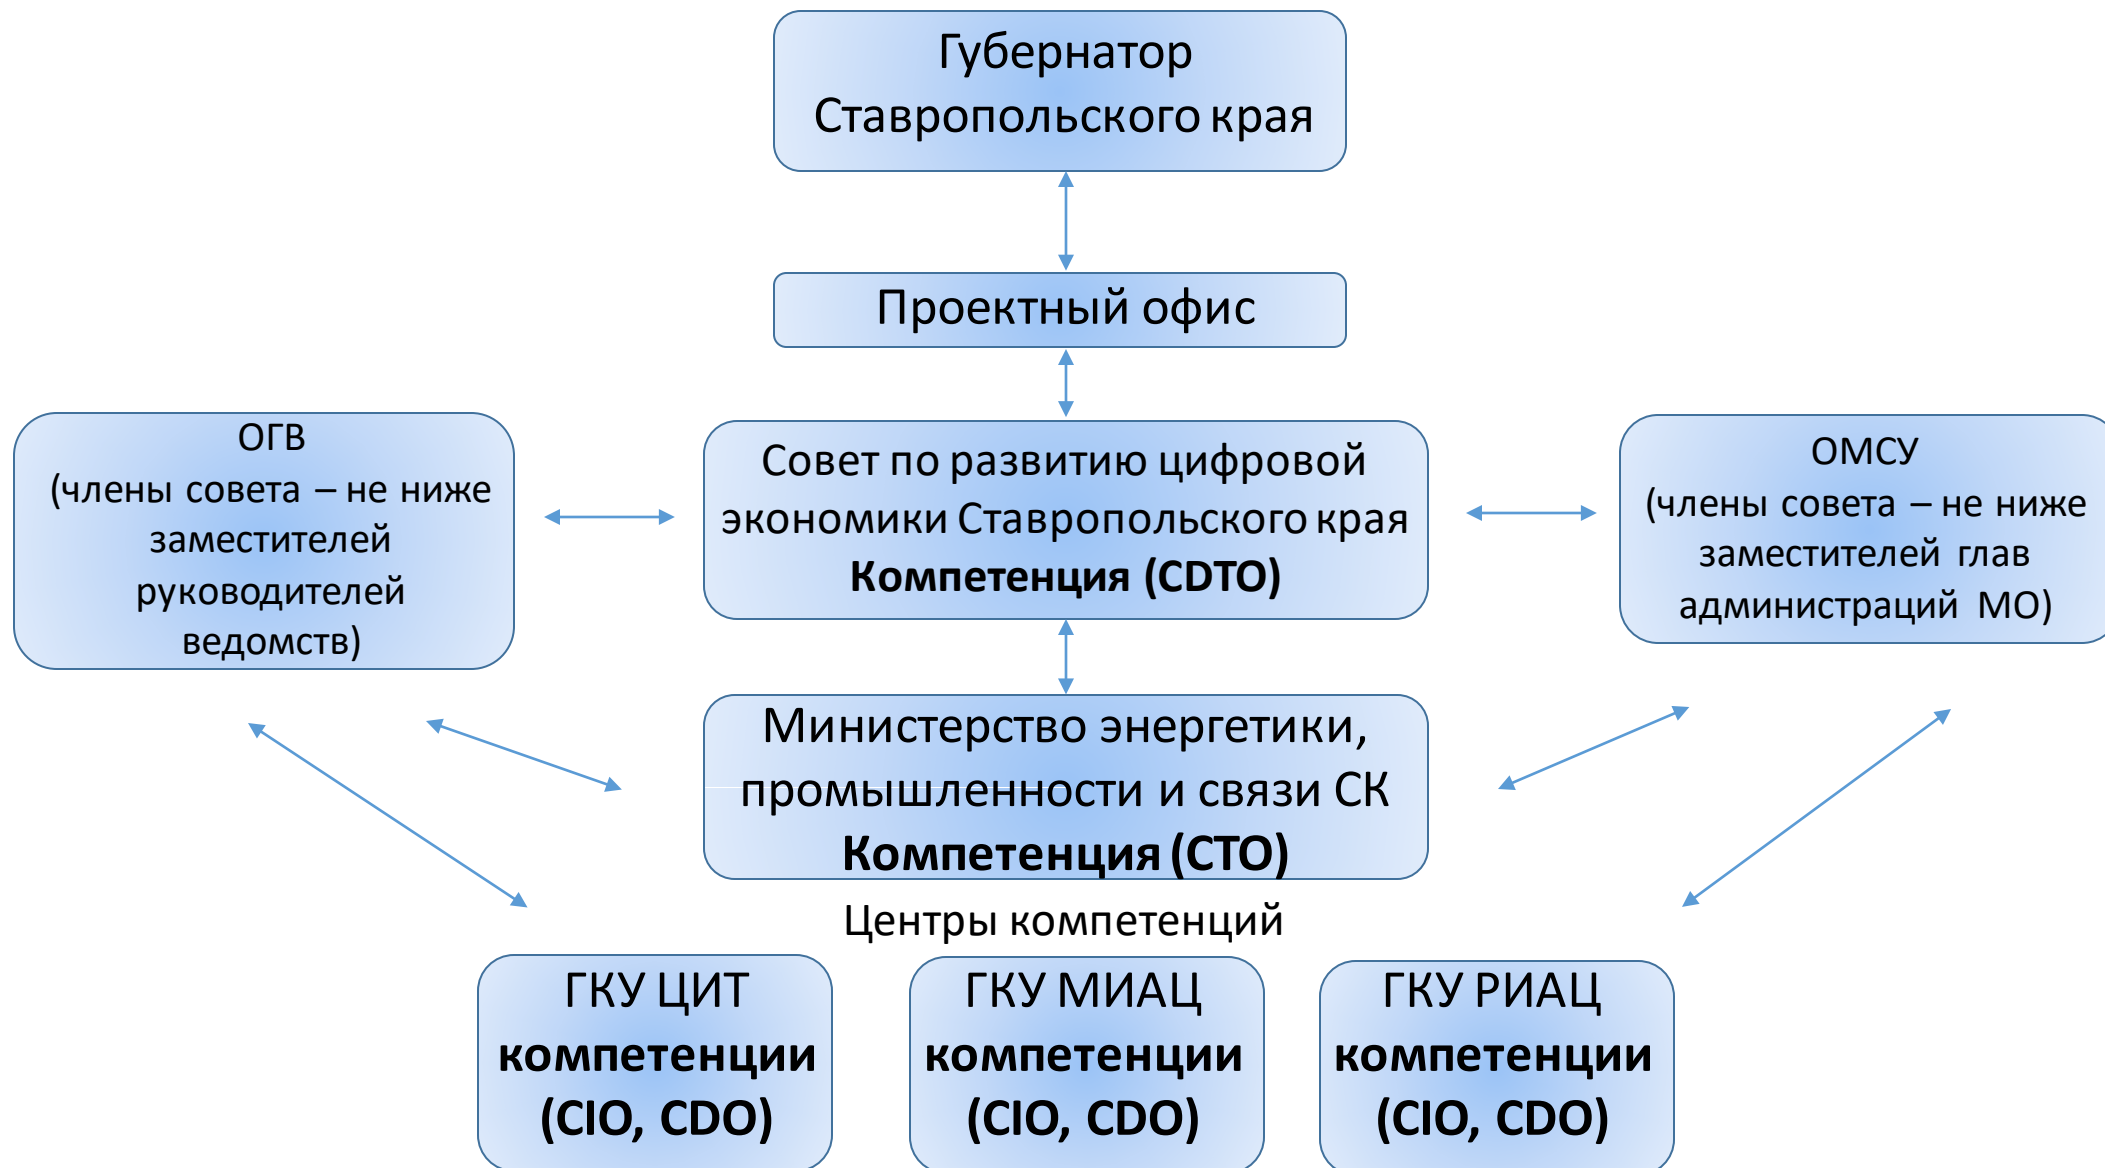 Губернатор
Ставропольского края
Проектный офис
ОГВ
(члены совета – не ниже
заместителей
руководителей
ведомств)
Совет по развитию цифровой
экономики Ставропольского края
Компетенция (CDTO)
ОМСУ
(члены совета – не ниже
заместителей глав
администраций МО)
Министерство энергетики,
промышленности и связи СК
Компетенция (CTO)
Центры компетенций
ГКУ ЦИТ
компетенции
(CIO, CDO)
ГКУ МИАЦ
компетенции
(CIO, CDO)
ГКУ РИАЦ
компетенции
(CIO, CDO)